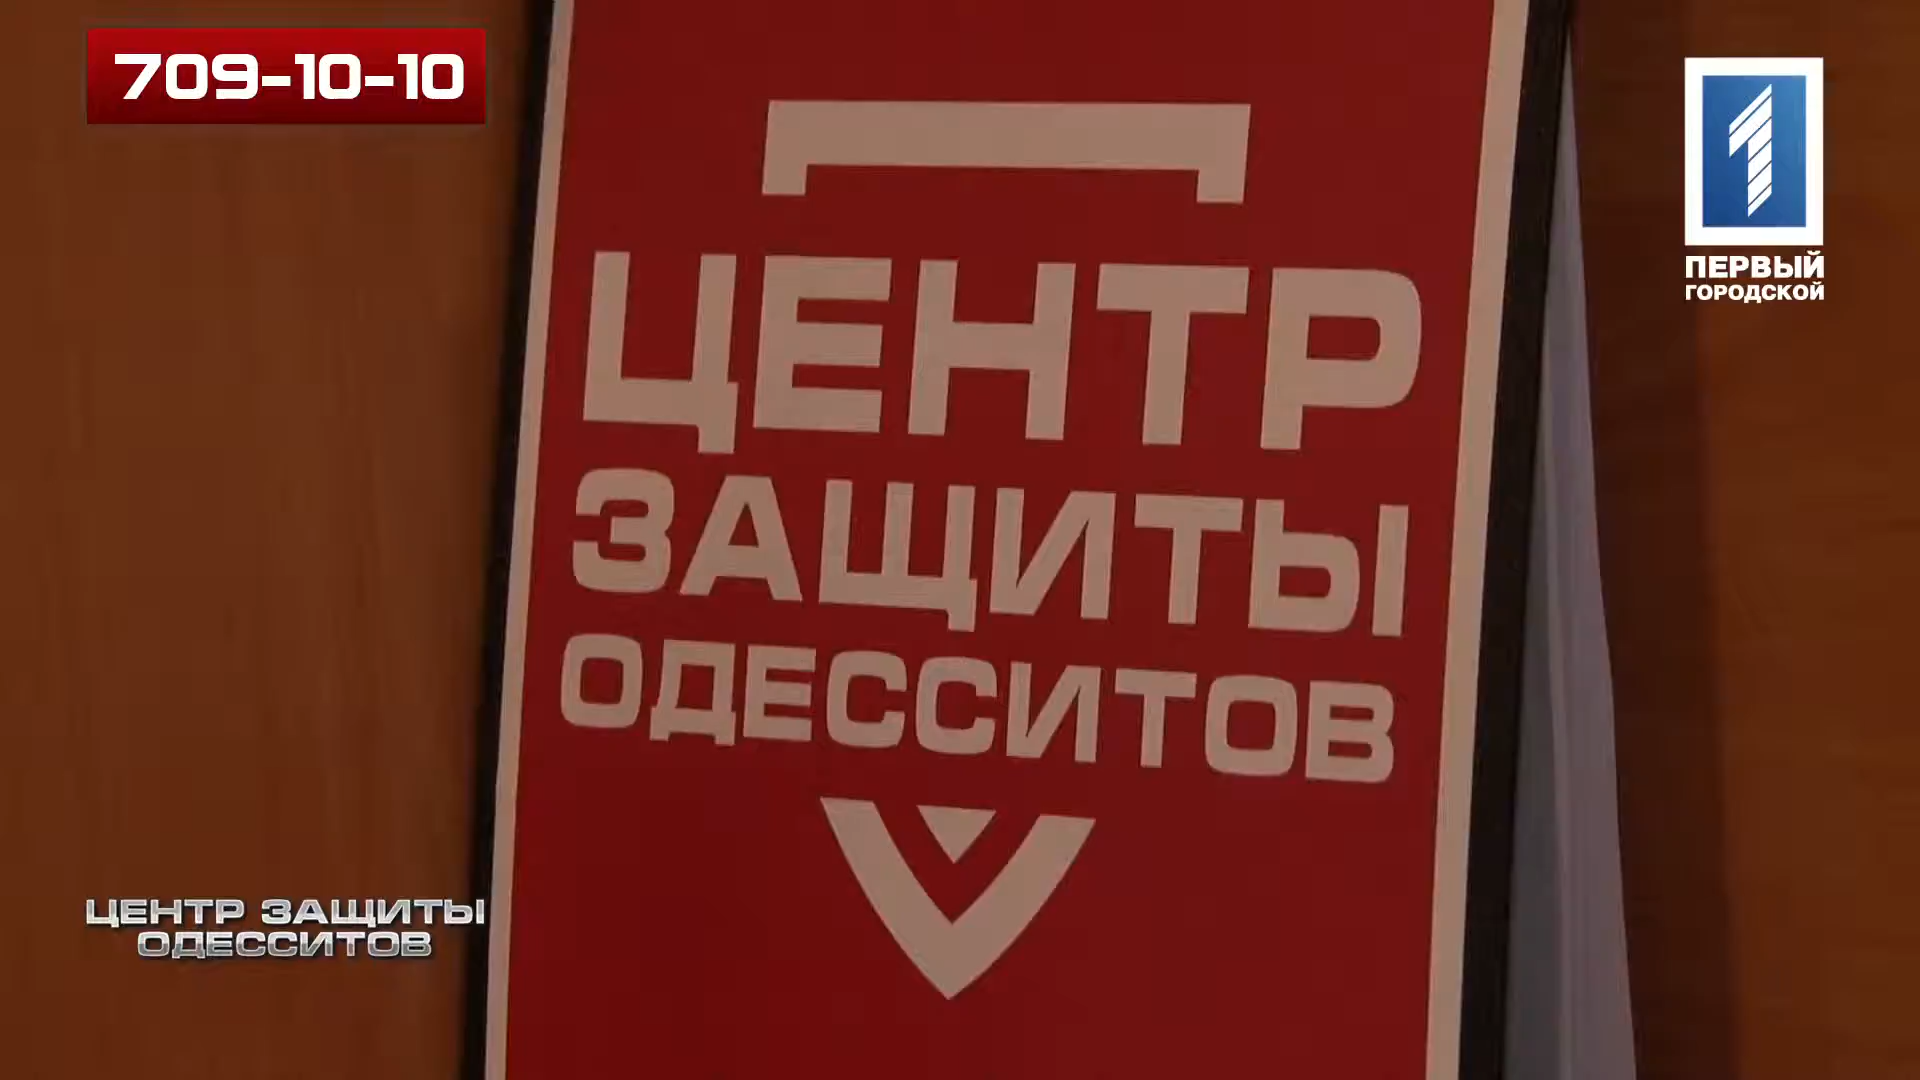 709-10-10
ПЕРВЫЙ
ГОРОДСКОЙ
ЦЕНТР
ЗАЩИТЫ
ОДЕССИТОВ
ЦЕНТР ЗАЩИТЫ
ОДЕССИТОВ